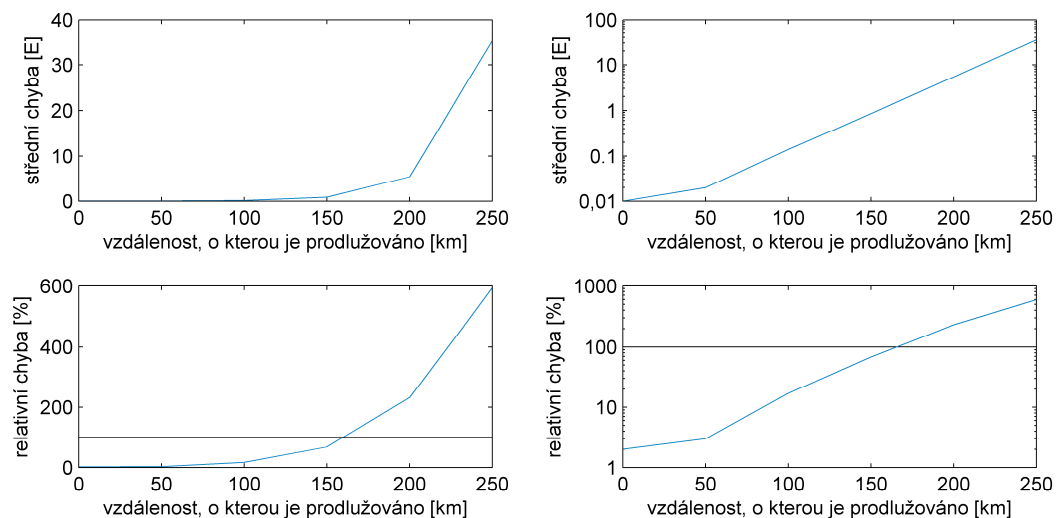 střední chyba [E]
40
30
20
10
0
0 50 100 150 200 250
vzdálenost, o kterou je prodlužováno [km]
střední chyba [E]
100
10
1
0.1
0,01
0 50 100 150 200 250
vzdálenost, o kterou je prodlužováno [km]
relativní chyba [%]
600
400
200
0
0 50 100 150 200 250
vzdálenost, o kterou je prodlužováno [km]
relativní chyba [%]
1000
100
10
1
0 50 100 150 200 250
vzdálenost, o kterou je prodlužováno [km]